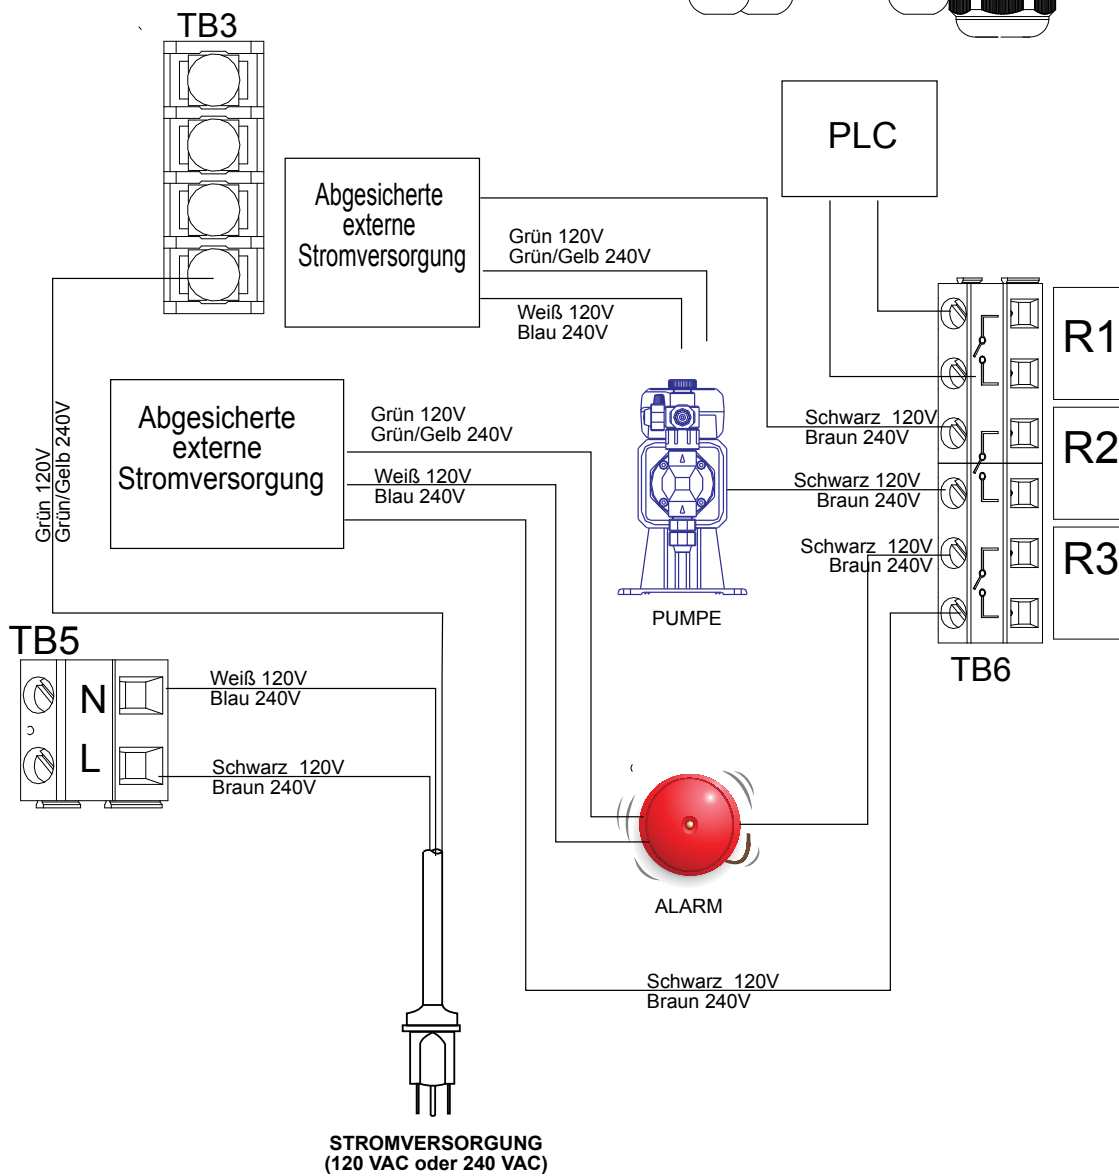 TB3
PLC
Abgesicherte
externe
Stromversorgung
Grün 120V
Grün/Gelb 240V
Weiß 120V
Blau 240V
R1
R2
R3
Schwarz 120V
Braun 240V
Schwarz 120V
Braun 240V
Schwarz 120V
Braun 240V
TB6
Abgesicherte
externe
Stromversorgung
Grün 120V
Grün/Gelb 240V
Weiß 120V
Blau 240V
Grün 120V
Grün/Gelb 240V
PUMPE
TB5
N
L
Weiß 120V
Blau 240V
Schwarz 120V
Braun 240V
ALARM
Schwarz 120V
Braun 240V
STROMVERSORGUNG
(120 VAC oder 240 VAC)